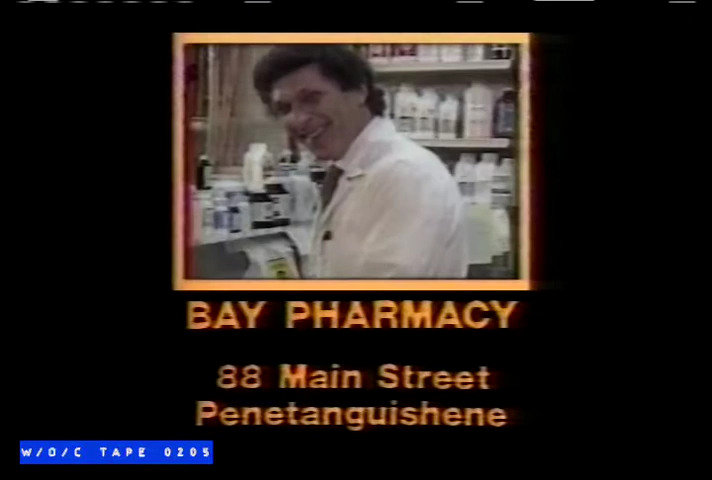 BAY PHARMACY
88 Main Street
Penetanguishene
W/O/C TAPE 0205